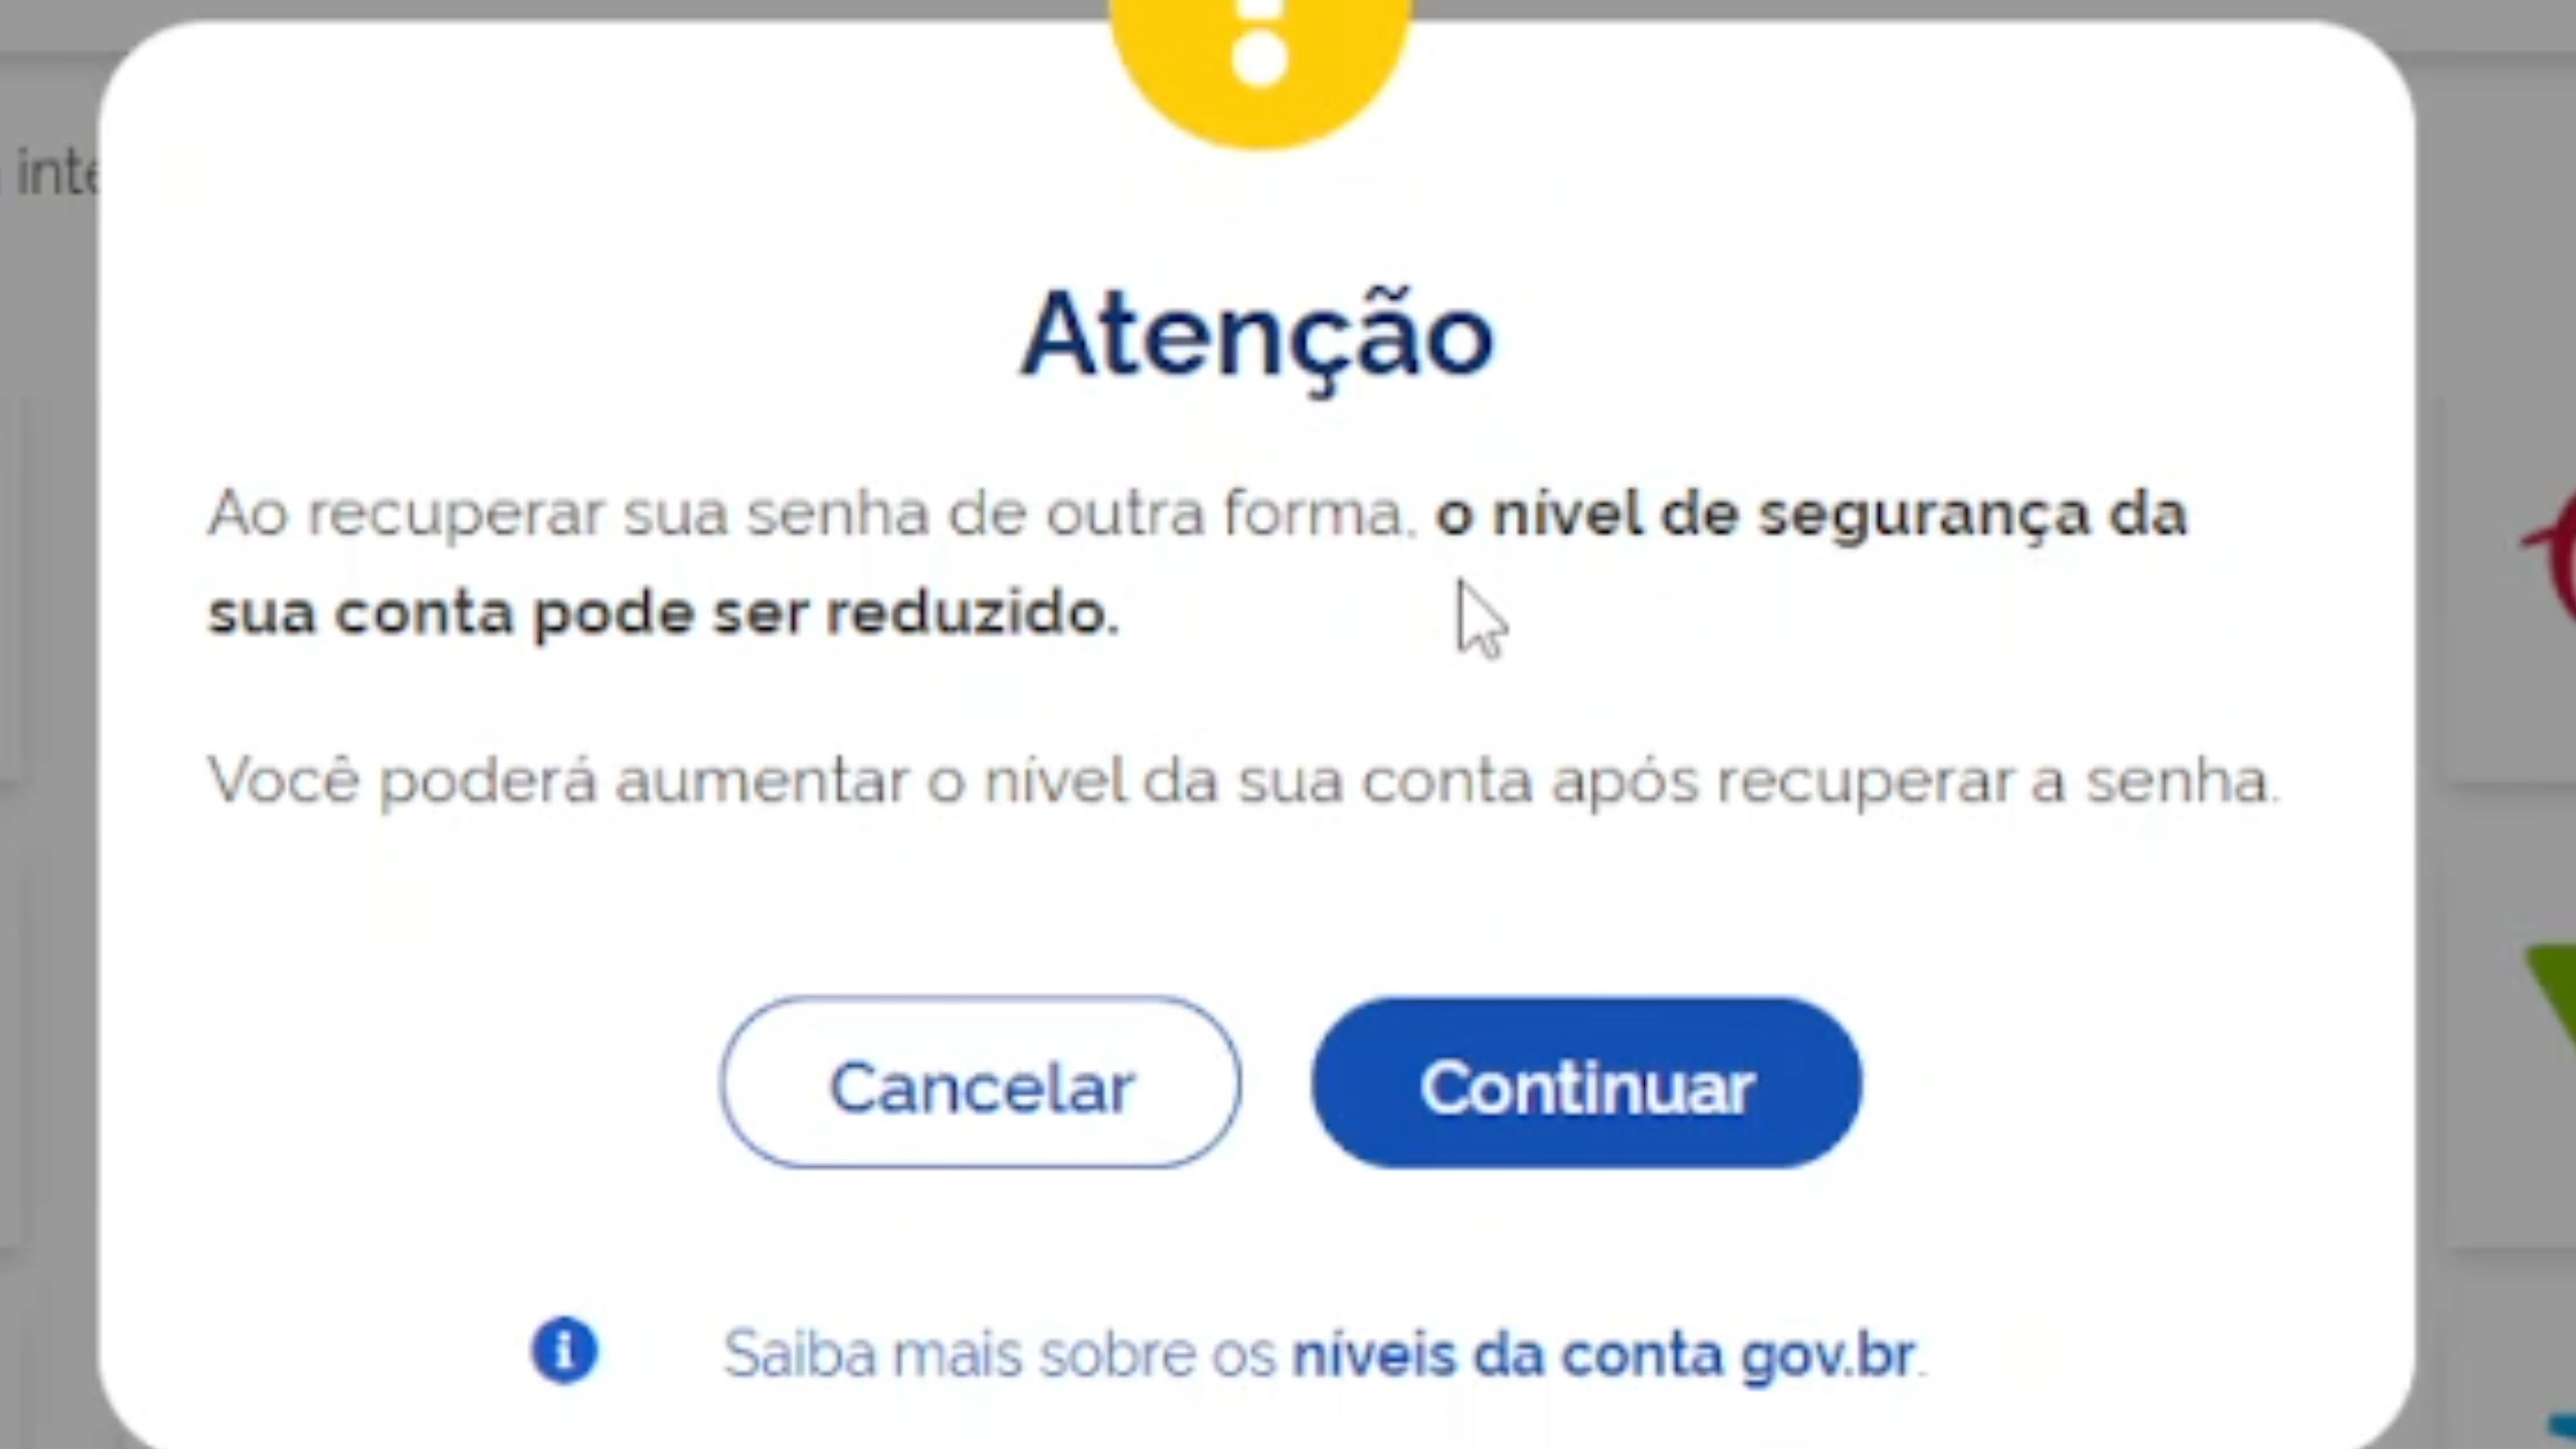 Atenção
Ao recuperar sua senha de outra forma, o nível de segurança da
sua conta pode ser reduzido.
Você poderá aumentar o nível da sua conta após recuperar a senha.
Cancelar
Continuar
Saiba mais sobre os níveis da conta gov.br.